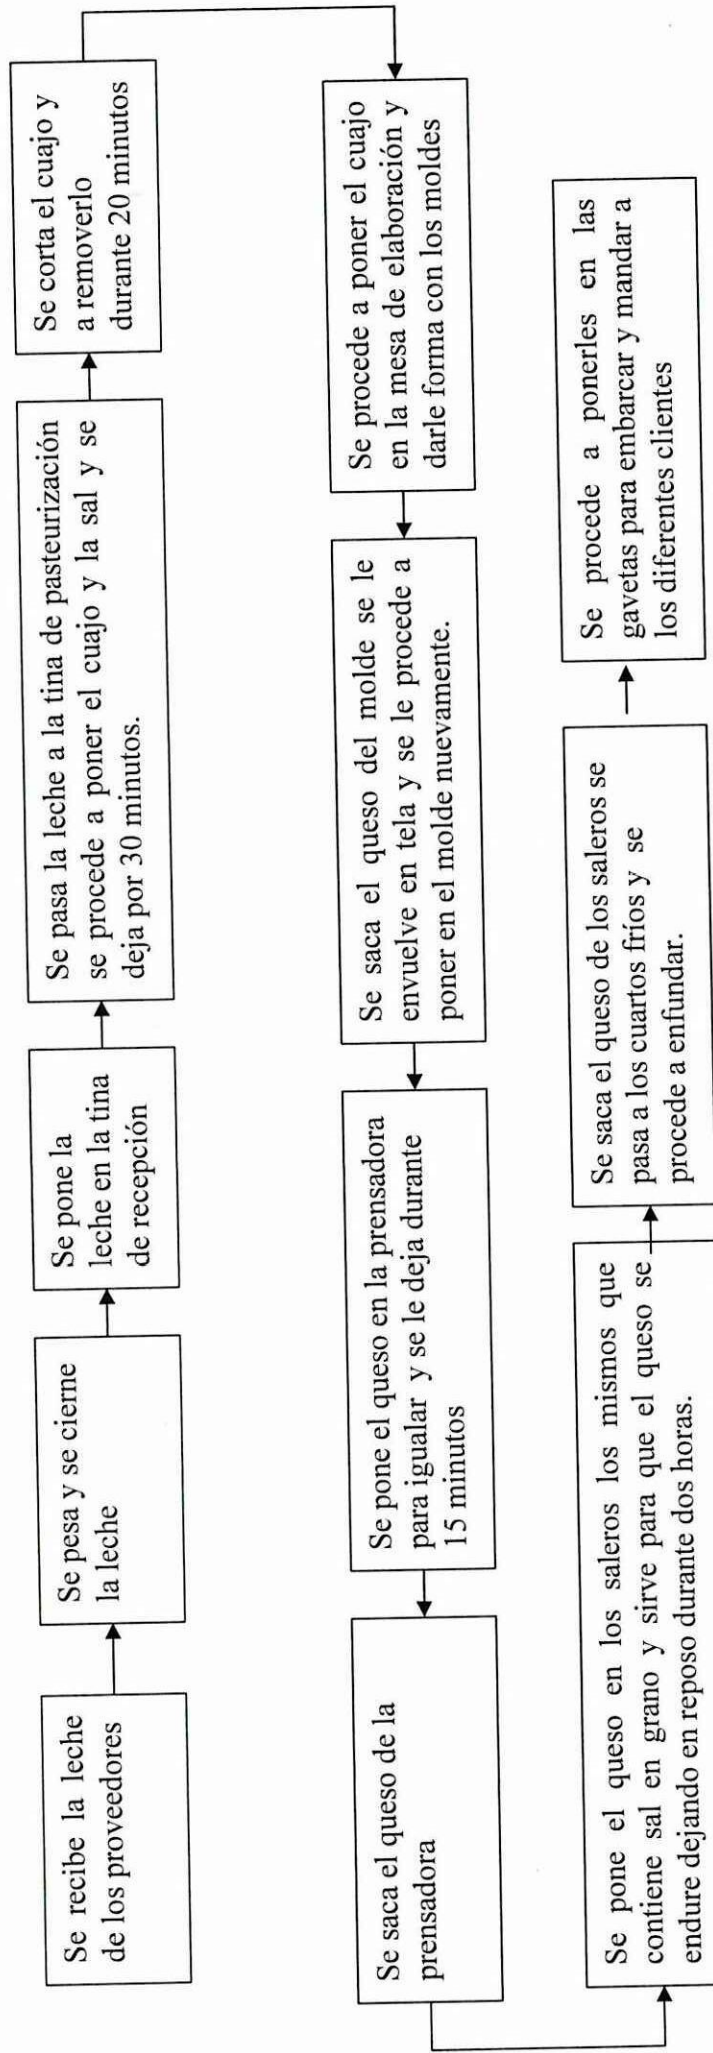 Se recibe la leche
de los proveedores
Se pesa y se cierne
la leche
Se pone la
leche en la tina
de recepción
Se pasa la leche a la tina de pasteurización
se procede a poner el cuajo y la sal y se
deja por 30 minutos.
Se corta el cuajo y
a removerlo
durante 20 minutos
Se procede a poner el cuajo
en la mesa de elaboración y
darle forma con los moldes
Se saca el queso del molde se le
envuelve en tela y se le procede a
poner en el molde nuevamente.
Se pone el queso en la prensadora
para igualar y se le deja durante
15 minutos
Se saca el queso de la
prensadora
Se pone el queso en los saleros los mismos que
contiene sal en grano y sirve para que el queso se
endure dejando en reposo durante dos horas.
Se saca el queso de los saleros se
pasa a los cuartos fríos y se
procede a enfundar.
Se procede a ponerles en las
gavetas para embarcar y mandar a
los diferentes clientes